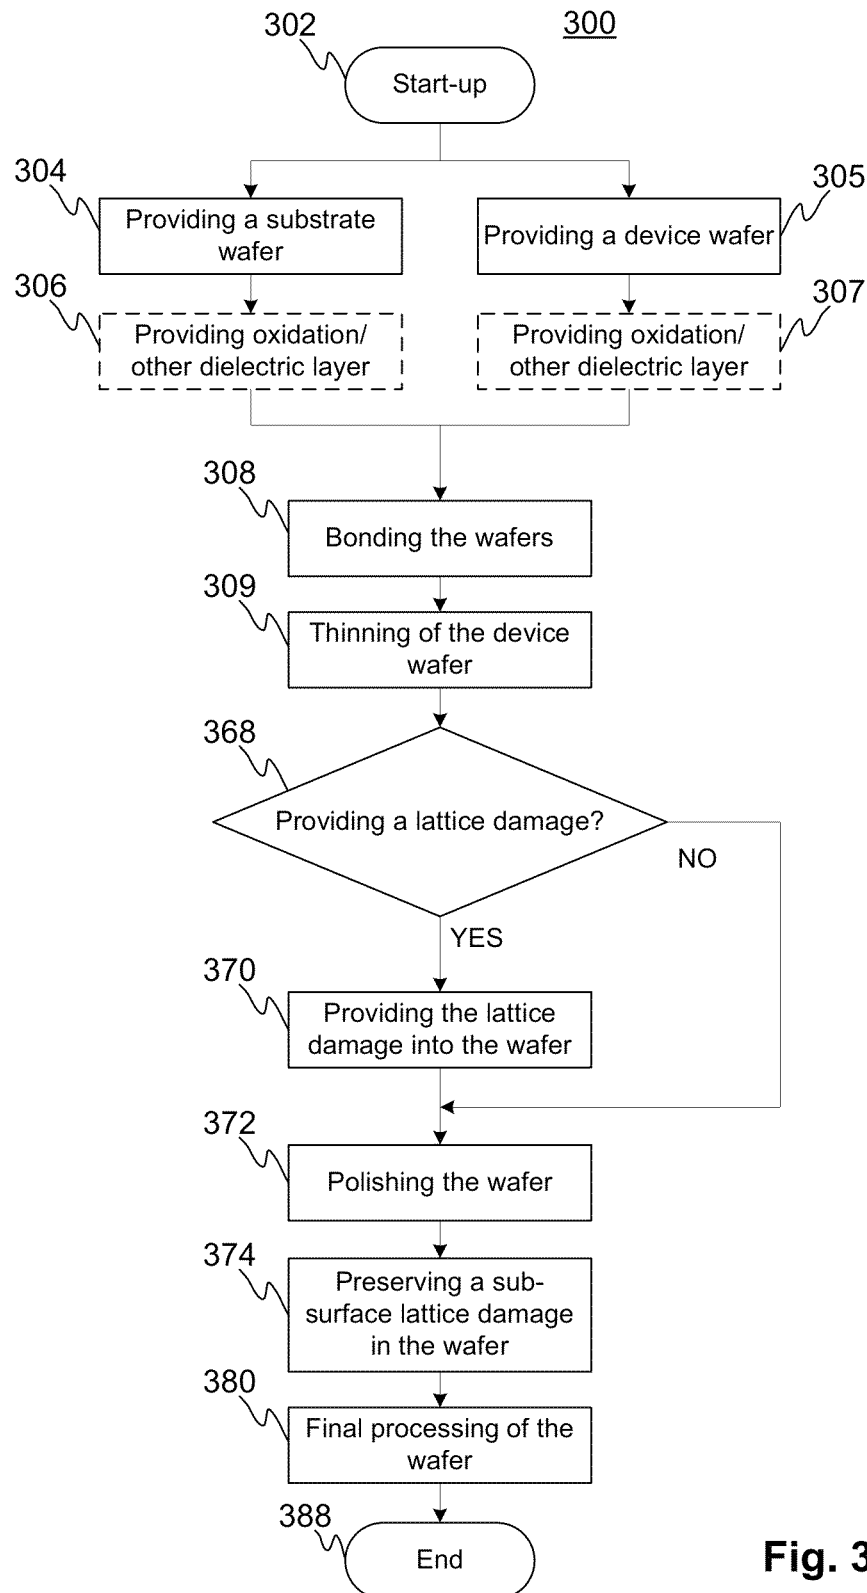 302
300
Start-up
304
305
Providing a substrate
wafer
Providing a device wafer
306
307
Providing oxidation/
other dielectric layer
Providing oxidation/
other dielectric layer
308
Bonding the wafers
309
Thinning of the device
wafer
368
Providing a lattice damage?
NO
YES
370
Providing the lattice
damage into the wafer
372
Polishing the wafer
374
Preserving a sub-
surface lattice damage
in the wafer
380
Final processing of the
wafer
388
End
Fig. 3